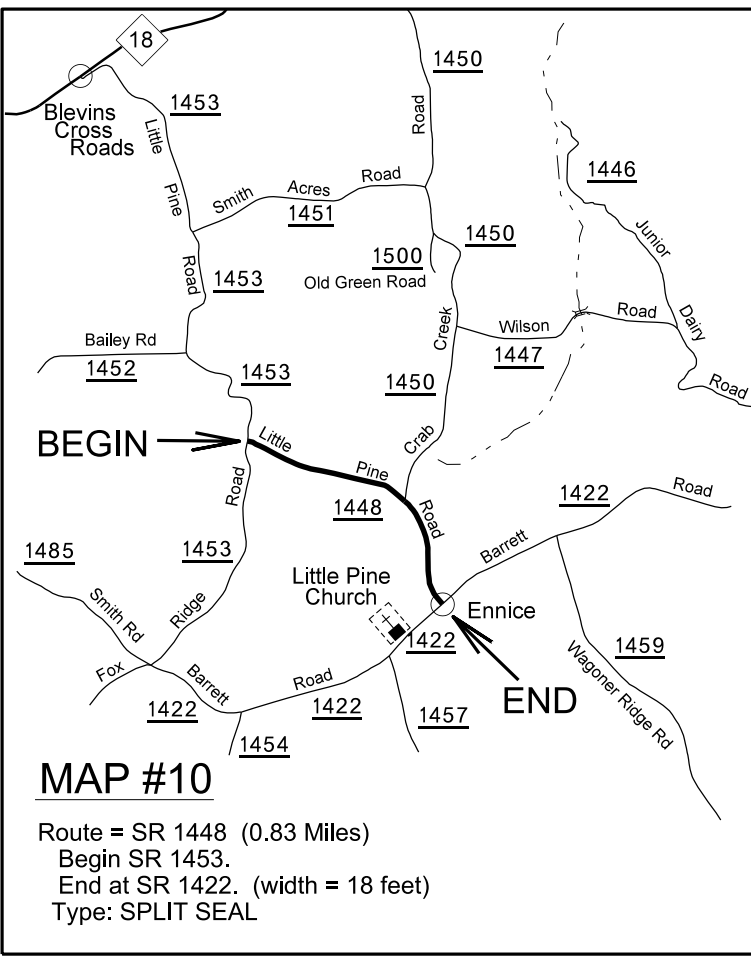 18
1450
1453
Blevins
Cross
Roads
Little
Road
1446
Pine
Smith Acres Road
1451
Junior
1450
1500
Old Green Road
Road
1453
Creek
Wilson
Road
Dairy
1447
Bailey Rd
1452
1453
1450
Road
BEGIN
Little
Pine
Crab
1448
Road
Road
1422
Road
Barrett
1485
1453
Smith Rd
Ridge
Little Pine
Church
Ennice
1422
1459
Wagoner Ridge Rd
Fox
Barrett
Road
END
1422
1422
1457
1454
MAP #10
Route = SR 1448 (0.83 Miles)
Begin SR 1453.
End at SR 1422. (width = 18 feet)
Type: SPLIT SEAL